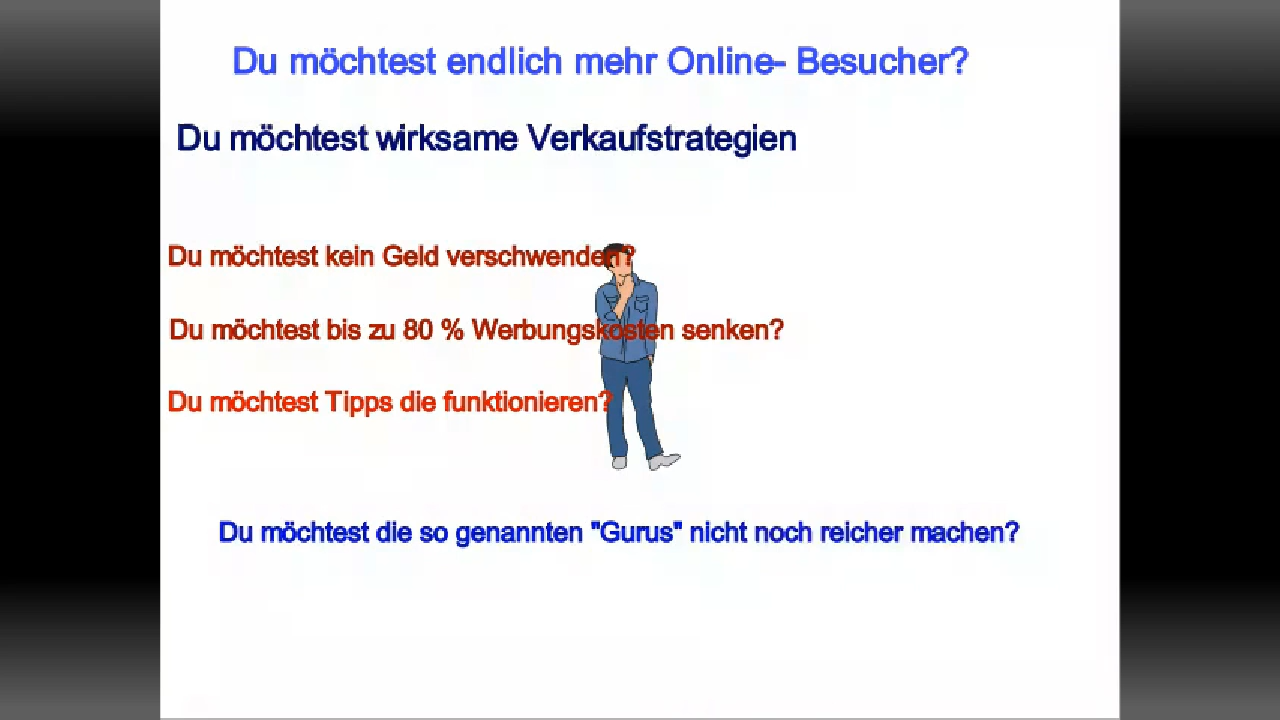 Du möchtest endlich mehr Online- Besucher?
Du möchtest wirksame Verkaufstrategien
Du möchtest kein Geld verschwenden?
Du möchtest bis zu 80 % Werbungskosten senken?
Du möchtest Tipps die funktionieren?
Du möchtest die so genannten "Gurus" nicht noch reicher machen?